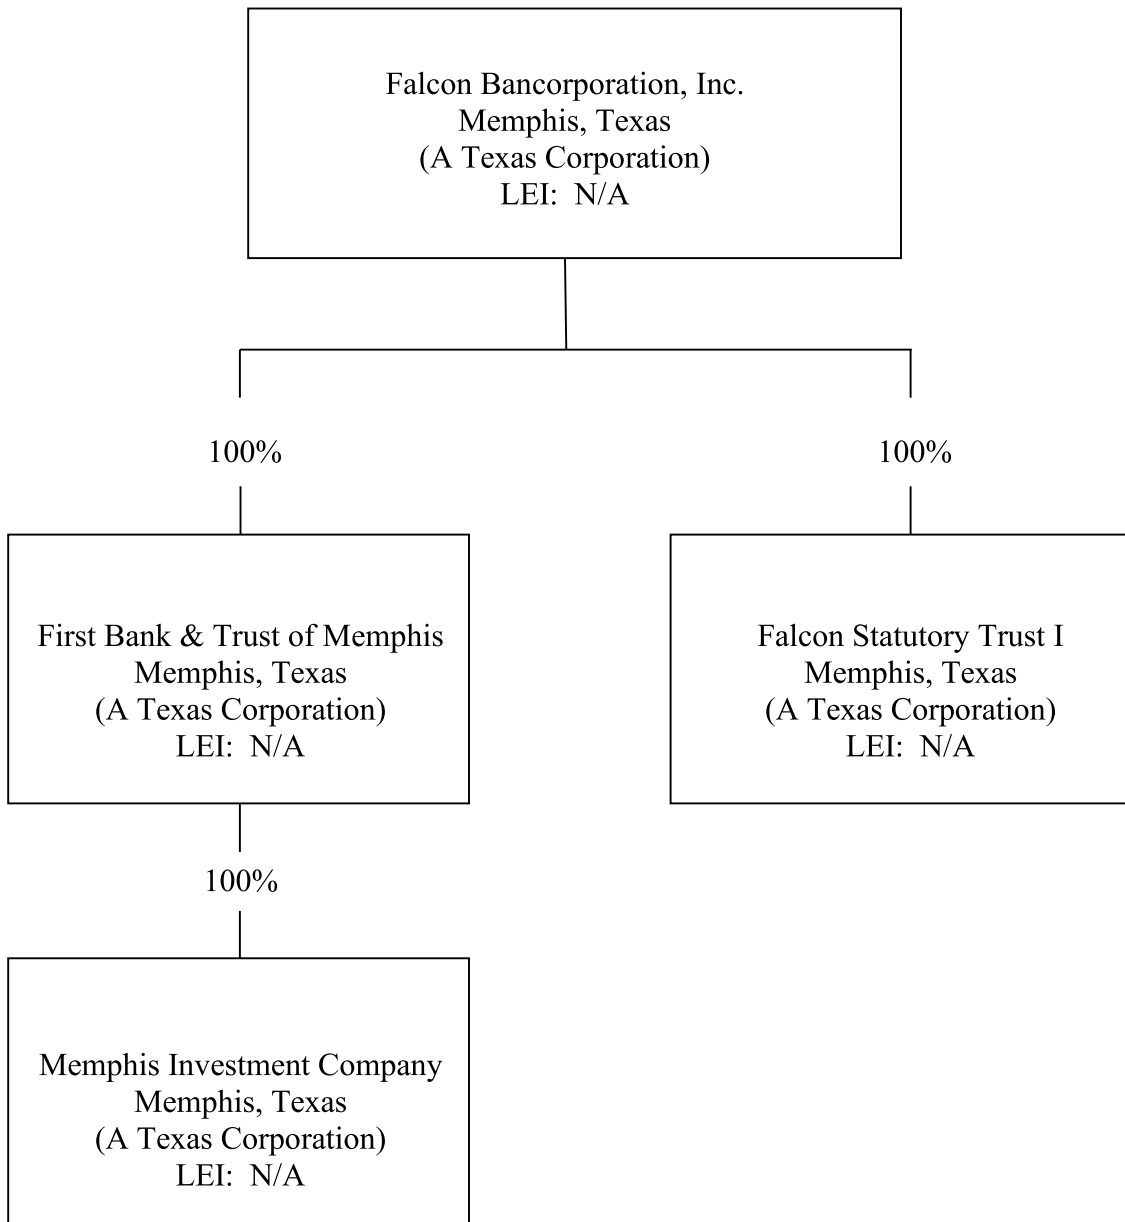 Falcon Bancorporation, Inc.
Memphis, Texas
(A Texas Corporation)
LEI:  N/A
100%
100%
First Bank & Trust of Memphis
Memphis, Texas
(A Texas Corporation)
LEI:  N/A
Falcon Statutory Trust I
Memphis, Texas
(A Texas Corporation)
LEI:  N/A
100%
Memphis Investment Company
Memphis, Texas
(A Texas Corporation)
LEI:  N/A